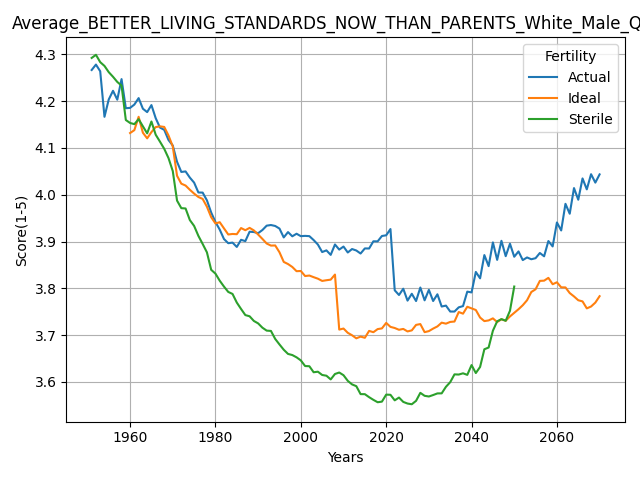 Average_BETTER_LIVING_STANDARDS_NOW_THAN_PARENTS_White_Male_Q
4.3
4.2
4.1
4.0
3.9
3.8
3.7
3.6
Score(1-5)
Fertility
Actual
Ideal
Sterile
1960 1980 2000 2020 2040 2060
Years